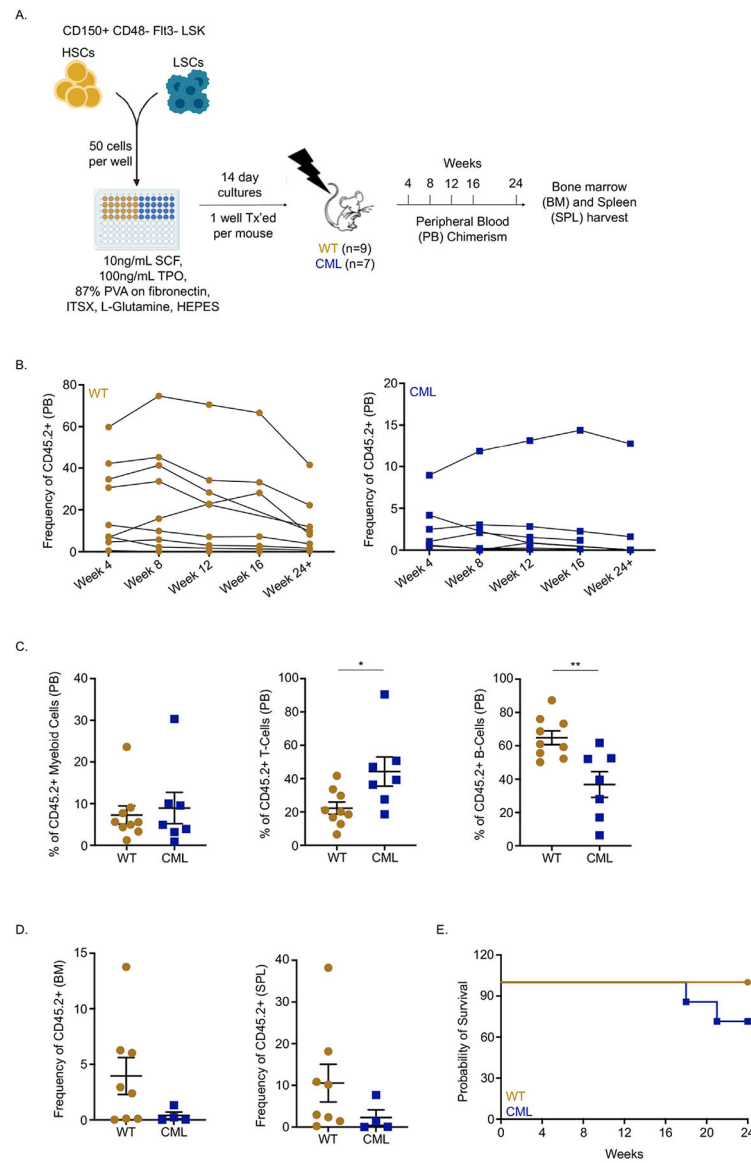 A.
CD150+ CD48- Flt3- LSK
HSCs
LSCs
50 cells
per well
14 day
cultures
1 well Tx'ed
per mouse
10ng/mL SCF,
100ng/mL TPO,
87% PVA on fibronectin,
ITSX, L-Glutamine, HEPES
WT (n=9)
CML (n=7)
Weeks
4 8 12 16 24
Peripheral Blood
(PB) Chimerism
Bone marrow
(BM) and Spleen
(SPL) harvest
B.
Frequency of CD45.2+ (PB)
80
60
40
20
0
WT
Week 4
Week 8
Week 12
Week 16
Week 24+
Frequency of CD45.2+ (PB)
20
15
10
5
0
CML
Week 4
Week 8
Week 12
Week 16
Week 24+
C.
% of CD45.2+ Myeloid Cells (PB)
40
30
20
10
0
WT CML
% of CD45.2+ T-Cells (PB)
100
80
60
40
20
0
*
WT CML
% of CD45.2+ B-Cells (PB)
100
80
60
40
20
0
**
WT CML
D.
Frequency of CD45.2+ (BM)
15
10
5
0
WT CML
Frequency of CD45.2+ (SPL)
40
30
20
10
0
WT CML
E.
Probability of Survival
120
90
60
30
0
WT
CML
0 4 8 12 16 20 24
Weeks